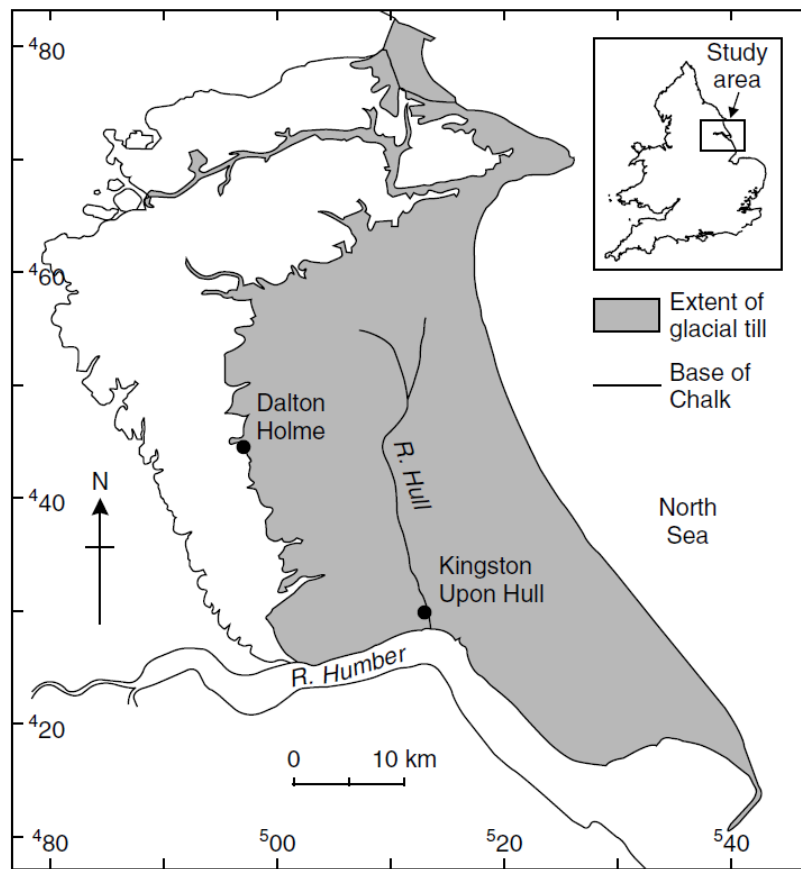 ⁴80
⁴60
⁴40
⁴20
⁴80
⁵00
⁵20
⁵40
Study
area
Extent of
glacial till
Base of
Chalk
Dalton
Holme
R. Hull
N
North
Sea
Kingston
Upon Hull
R. Humber
0 10 km